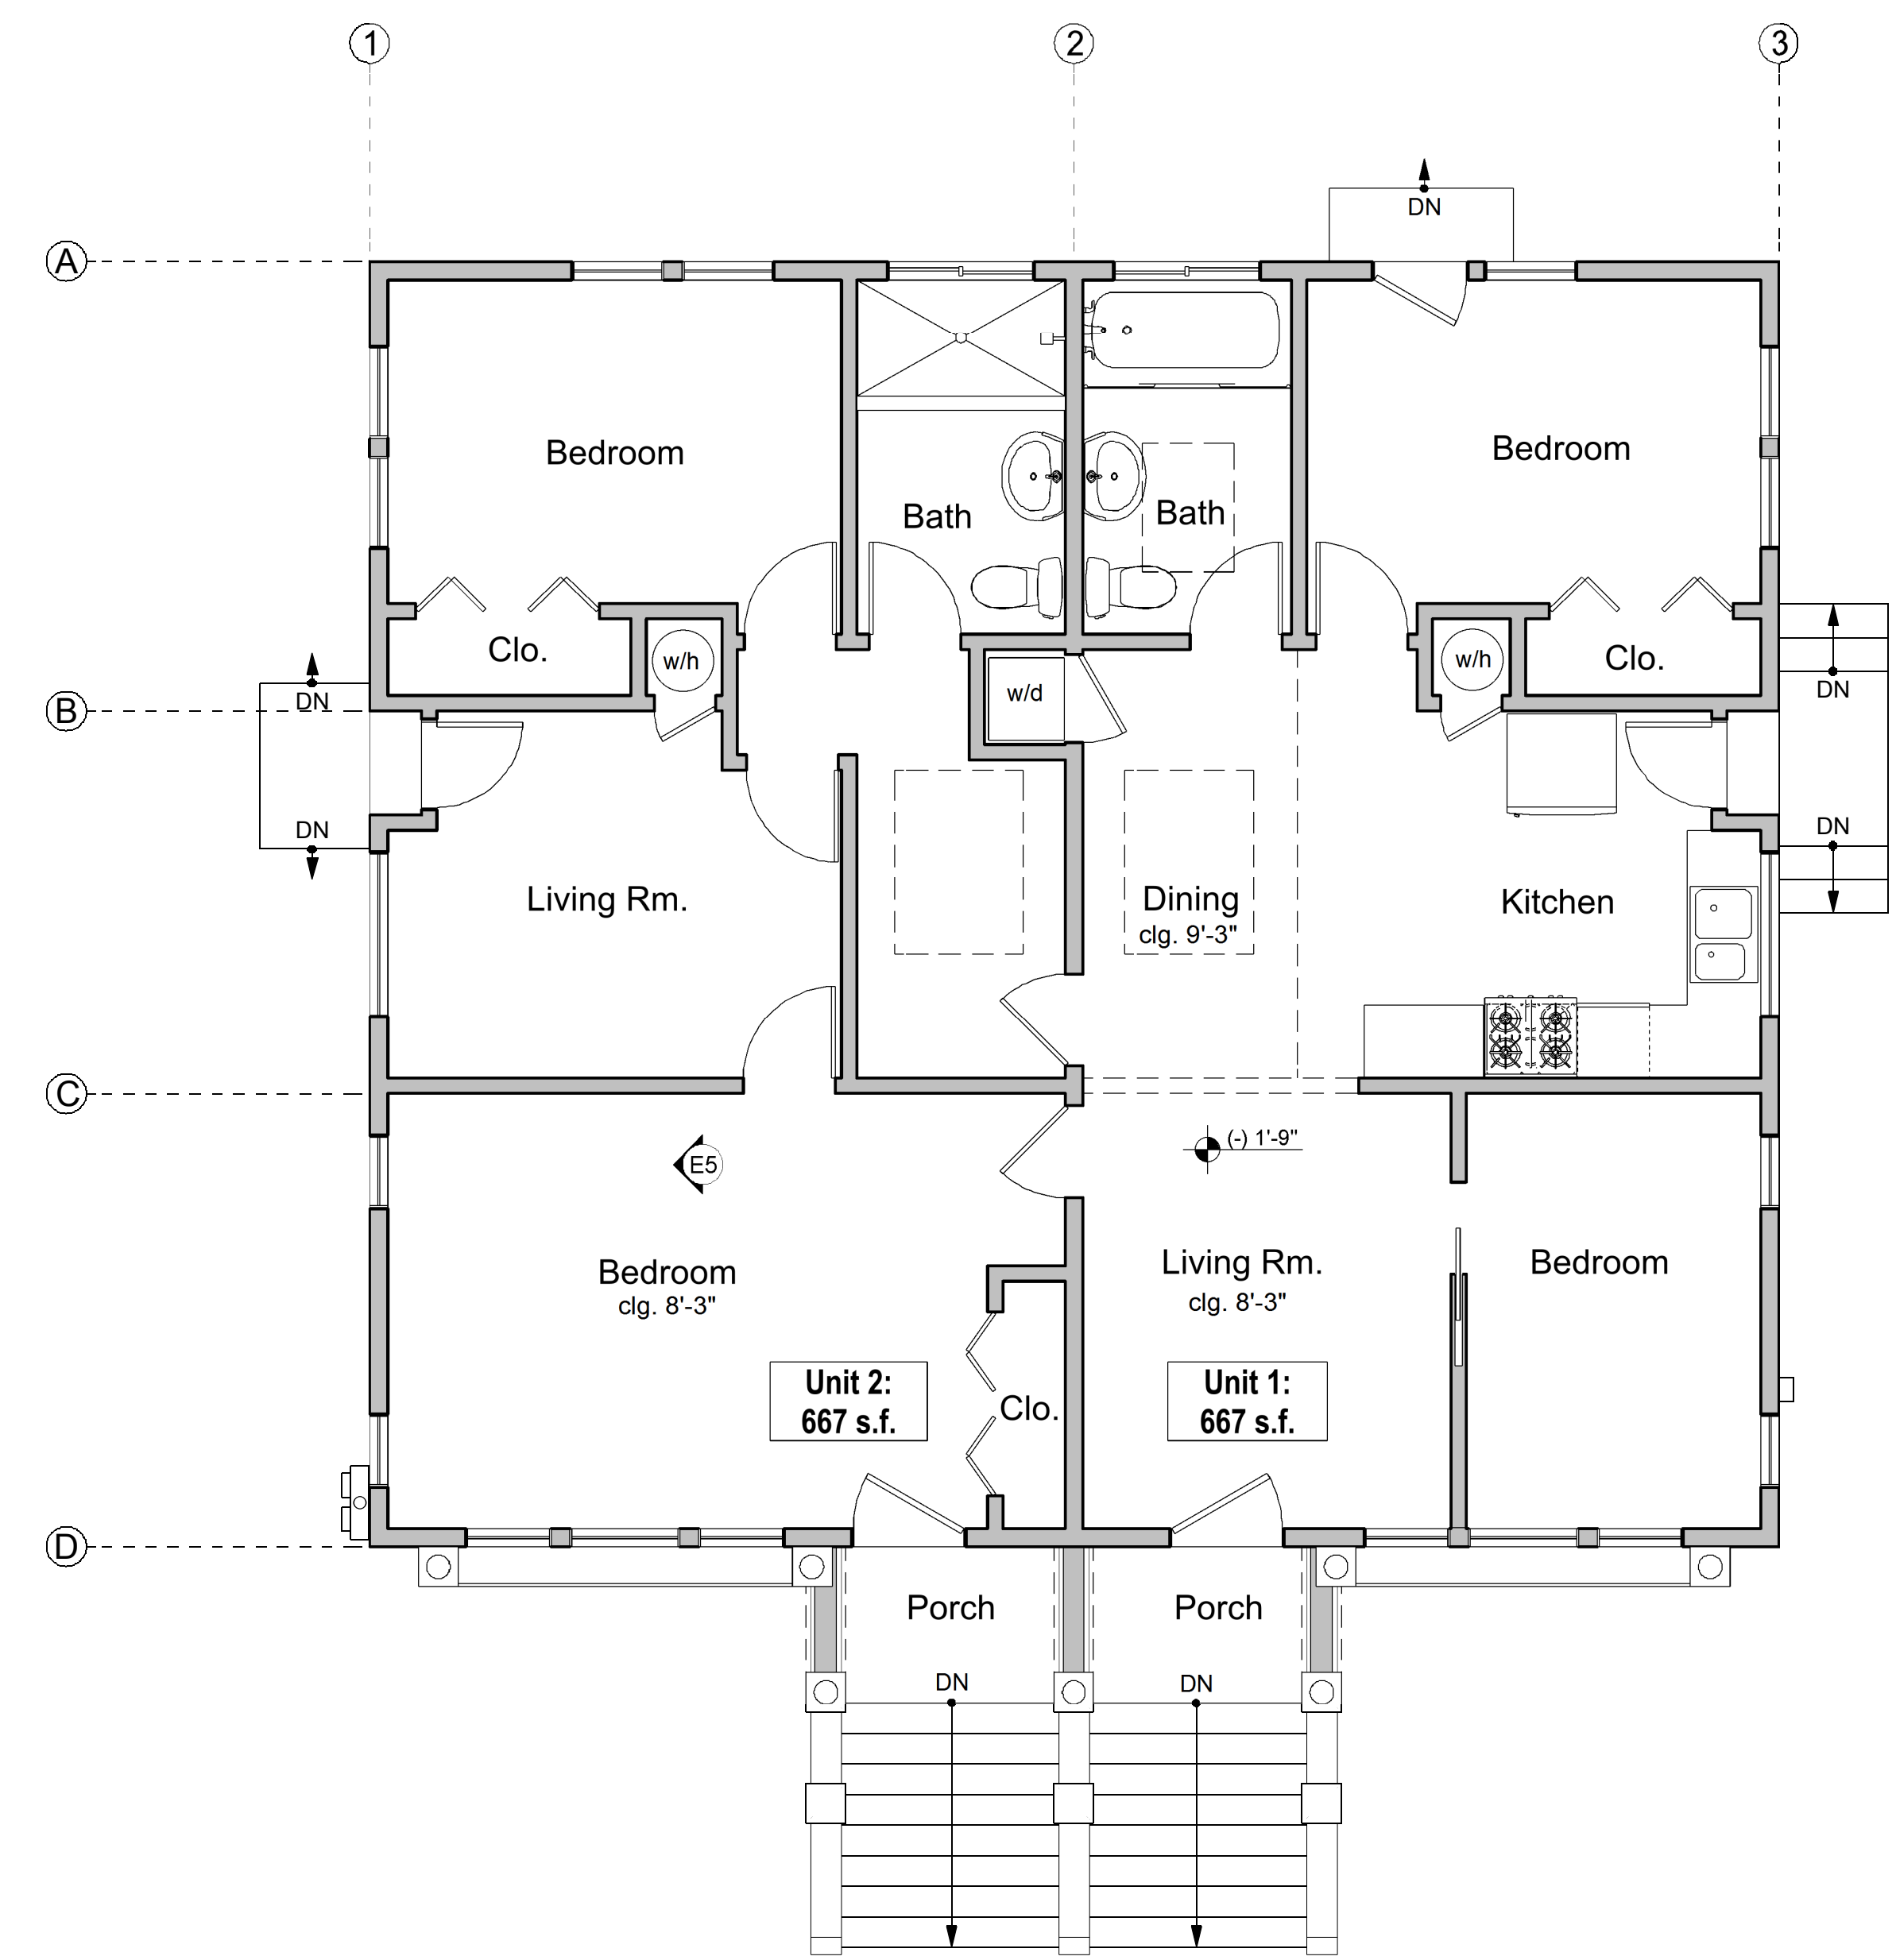 1
2
3
DN
A
Bedroom
Bedroom
Bath
Bath
Clo.
w/h
w/h
Clo.
w/d
DN
DN
B
DN
DN
Living Rm.
Dining
clg. 9'-3"
Kitchen
C
(-) 1'-9"
E5
Bedroom
clg. 8'-3"
Living Rm.
clg. 8'-3"
Bedroom
Unit 2:
667 s.f.
Clo.
Unit 1:
667 s.f.
D
Porch
Porch
DN
DN